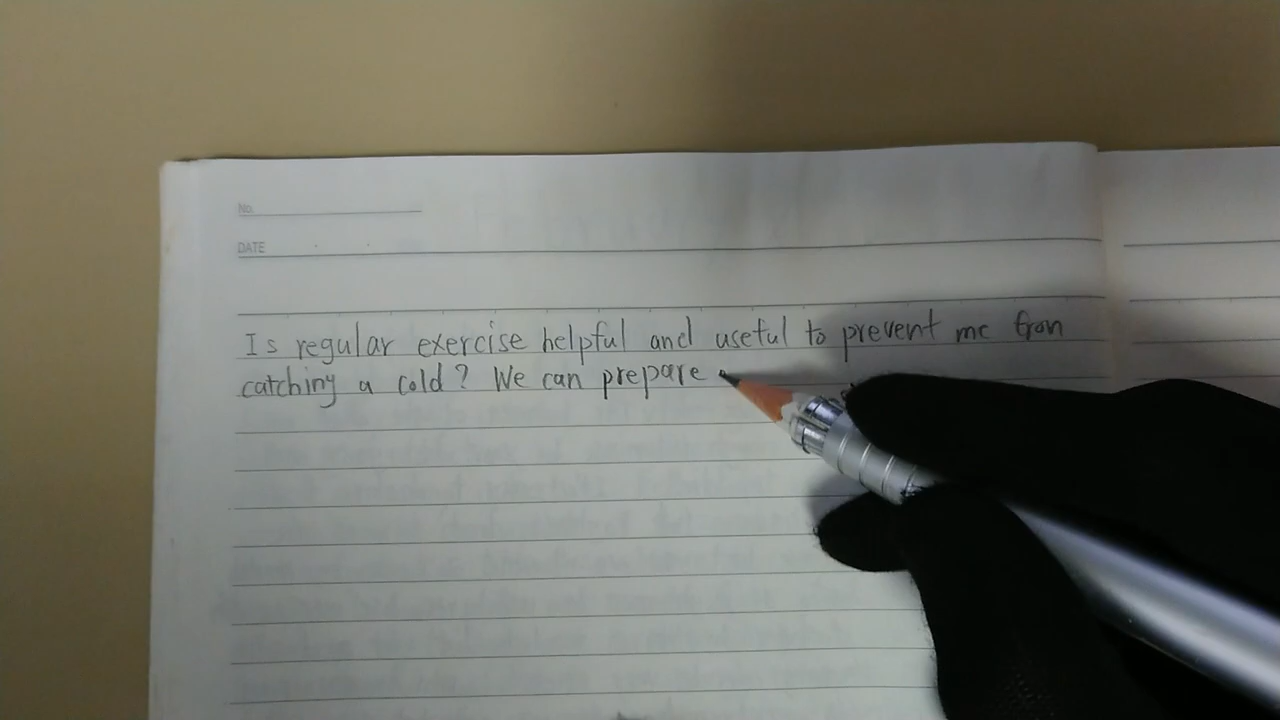 No.
DATE
Is regular exercise helpful and useful to prevent me from
catching a cold? We can prepare